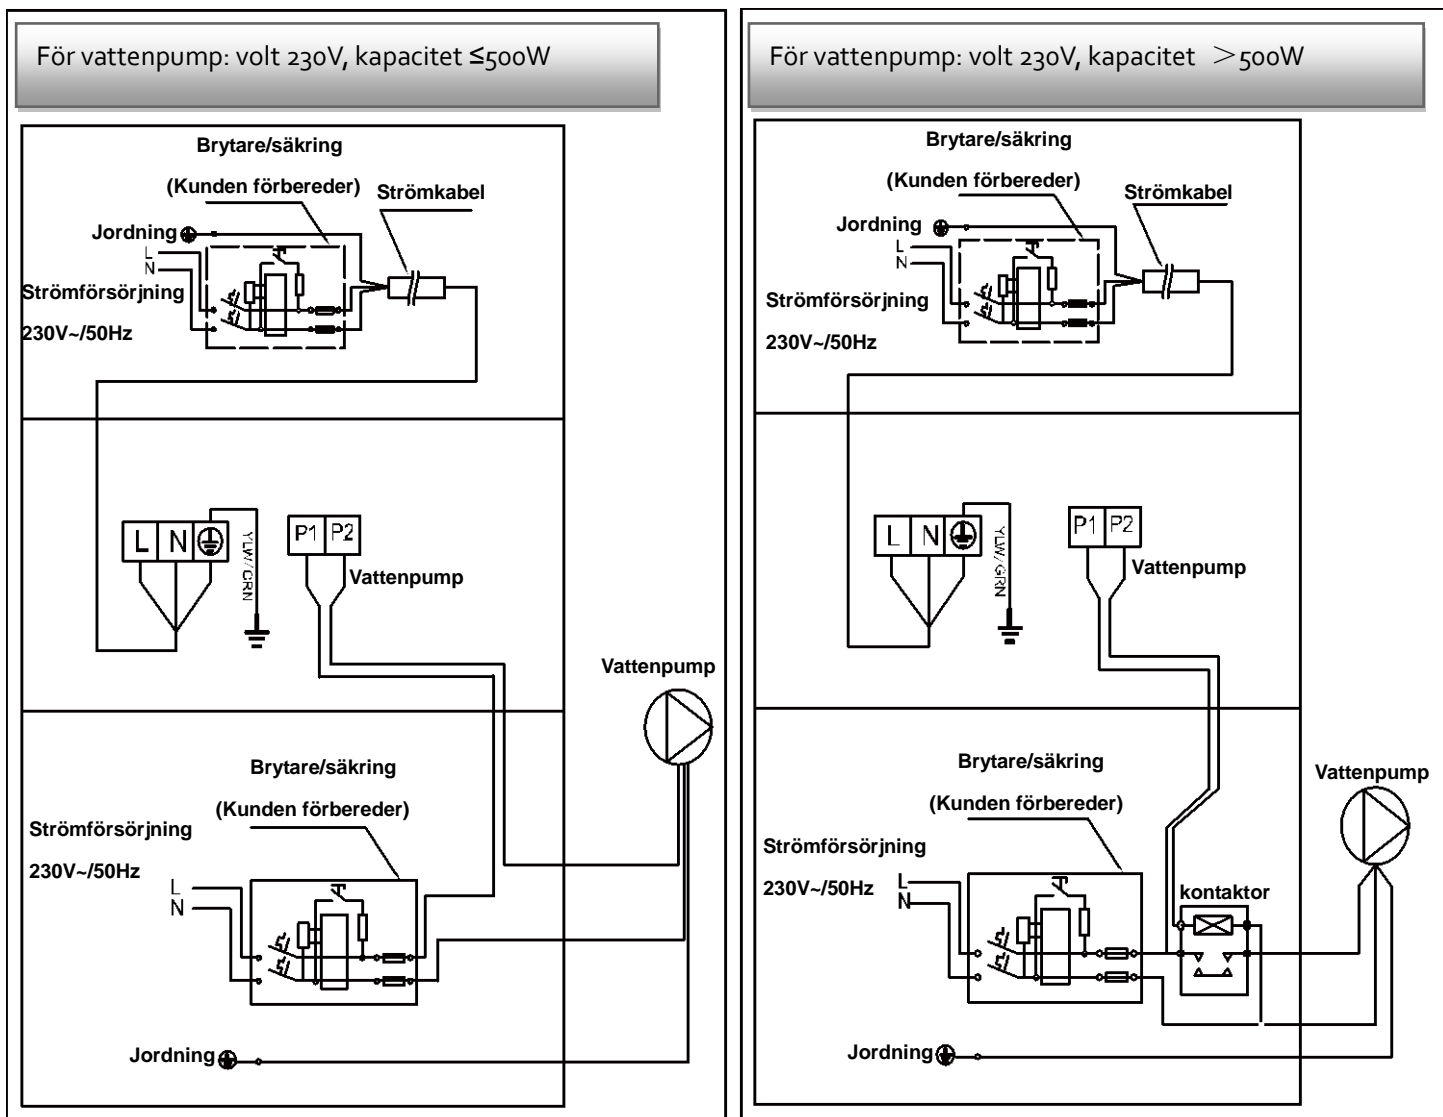 För vattenpump: volt 230V, kapacitet ≤500W
Brytare/säkring
(Kunden förbereder)
Strömkabel
Jordning
L
N
Strömförsörjning
230V~/50Hz
L N
YLW/GRN
P1 P2
Vattenpump
Vattenpump
Brytare/säkring
(Kunden förbereder)
Strömförsörjning
230V~/50Hz
L
N
Jordning
För vattenpump: volt 230V, kapacitet >500W
Brytare/säkring
(Kunden förbereder)
Strömkabel
Jordning
L
N
Strömförsörjning
230V~/50Hz
L N
YLW/GRN
P1 P2
Vattenpump
Vattenpump
Brytare/säkring
(Kunden förbereder)
Strömförsörjning
230V~/50Hz
L
N
kontaktor
Jordning